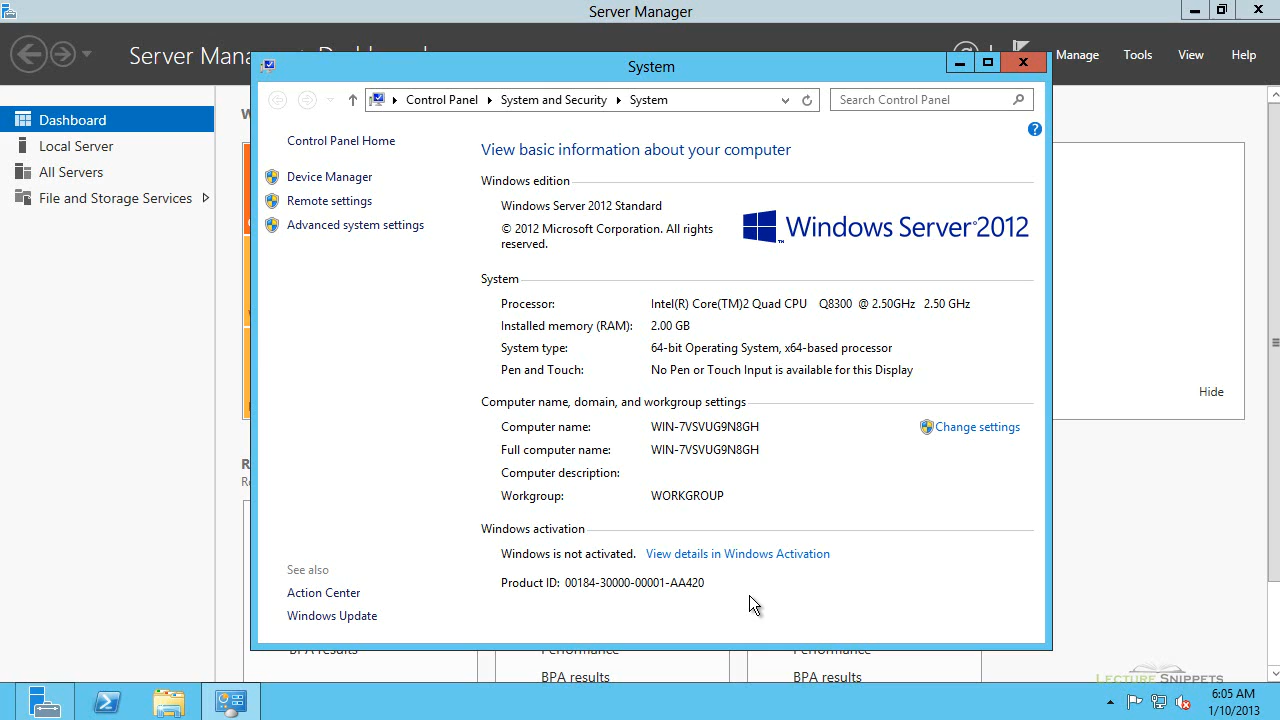 Server Manager
Server Mana
Dashboard
Manage
Tools
View
Help
Dashboard
Local Server
All Servers
File and Storage Services
Hide
BPA results
Performance
BPA results
Performance
BPA results
System
Control Panel
System and Security
System
Search Control Panel
Control Panel Home
Device Manager
Remote settings
Advanced system settings
See also
Action Center
Windows Update
View basic information about your computer
Windows edition
Windows Server 2012 Standard
© 2012 Microsoft Corporation. All rights
reserved.
Windows Server 2012
System
Processor: Intel(R) Core(TM)2 Quad CPU Q8300 @ 2.50GHz 2.50 GHz
Installed memory (RAM): 2.00 GB
System type: 64-bit Operating System, x64-based processor
Pen and Touch: No Pen or Touch Input is available for this Display
Computer name, domain, and workgroup settings
Computer name: WIN-7VSVUG9N8GH
Change settings
Full computer name: WIN-7VSVUG9N8GH
Computer description:
Workgroup: WORKGROUP
Windows activation
Windows is not activated. View details in Windows Activation
Product ID: 00184-30000-00001-AA420
LECTURE SNIPPETS
6:05 AM
1/10/2013